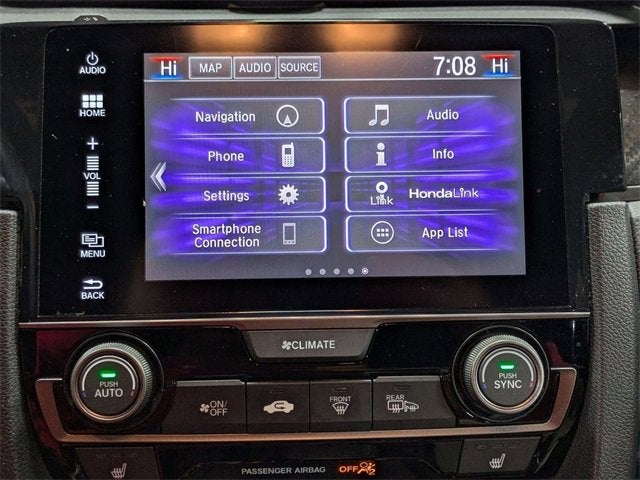 AUDIO
Hi MAP AUDIO SOURCE 7:08 Hi
HOME
Navigation Audio
VOL
Phone Info
Settings Link HondaLink
Smartphone
Connection App List
MENU
BACK
CLIMATE
PUSH
AUTO
PUSH
SYNC
ON/
OFF
FRONT
REAR
PASSENGER AIRBAG OFF 2